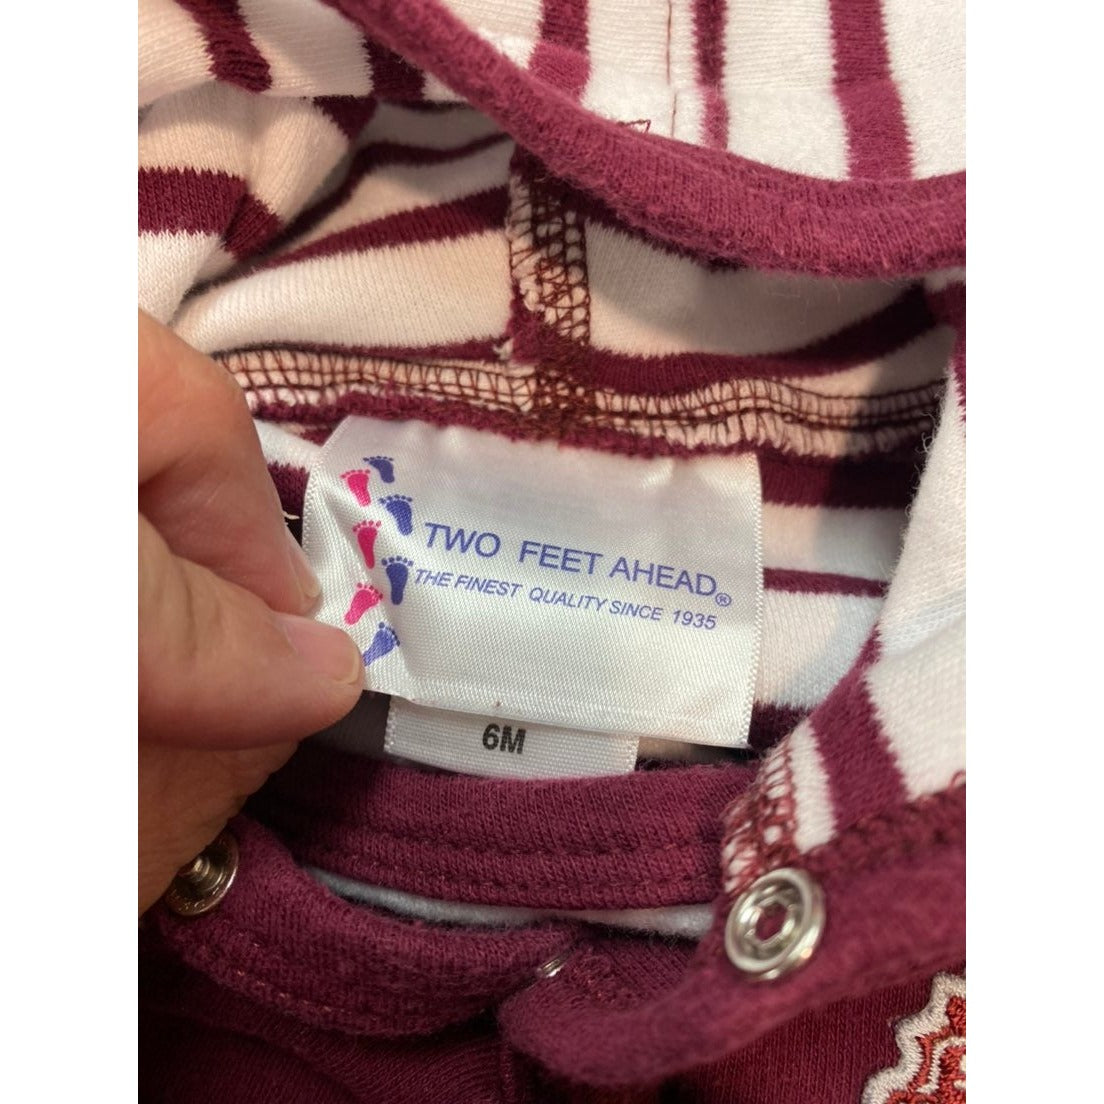 TWO FEET AHEAD®
THE FINEST QUALITY SINCE 1935
6M